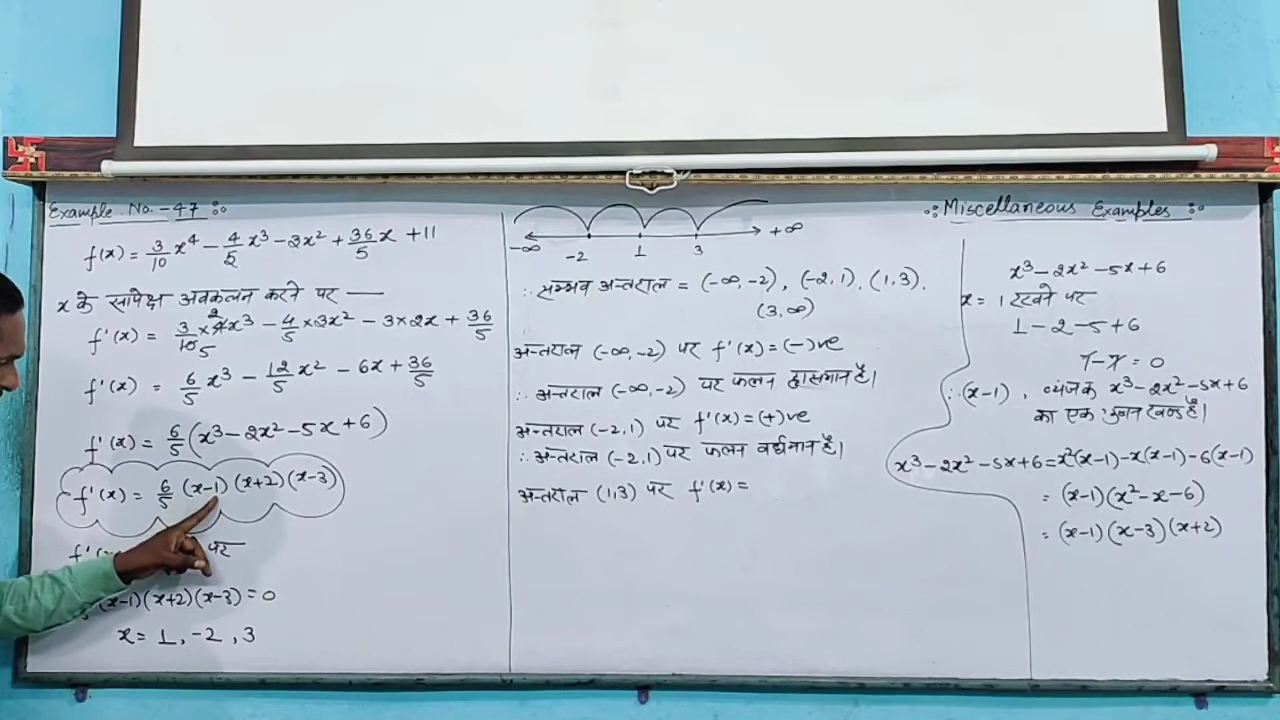 Example No.-47 :-
f(x) = 3/10 x⁴ - 4/5 x³ - 3x² + 36/5 x + 11
x के सापेक्ष अवकलन करने पर —
f'(x) = 3/10 5 × 4 2 x³ - 4/5 × 3x² - 3×2x + 36/5
f'(x) = 6/5 x³ - 12/5 x² - 6x + 36/5
f'(x) = 6/5 (x³ - 2x² - 5x + 6)
f'(x) = 6/5 (x-1)(x+2)(x-3)
पर
(x-1)(x+2)(x-3) = 0
x = 1, -2, 3
-∞ -2 1 3 +∞
∴ सम्भव अन्तराल = (-∞,-2), (-2,1), (1,3),
(3,∞)
अन्तराल (-∞,-2) पर f'(x) = (-)ve
∴ अन्तराल (-∞,-2) पर फलन ह्रासमान है।
अन्तराल (-2,1) पर f'(x) = (+)ve
∴ अन्तराल (-2,1) पर फलन वर्धमान है।
अन्तराल (1,3) पर f'(x) =
:- Miscellaneous Examples :-
x³ - 2x² - 5x + 6
x = 1 रखने पर
1 - 2 - 5 + 6
7 - 7 = 0
∴ (x-1), व्यंजक x³ - 2x² - 5x + 6
का एक गुणनखण्ड है।
x³ - 2x² - 5x + 6 = x²(x-1) - x(x-1) - 6(x-1)
= (x-1)(x² - x - 6)
= (x-1)(x-3)(x+2)